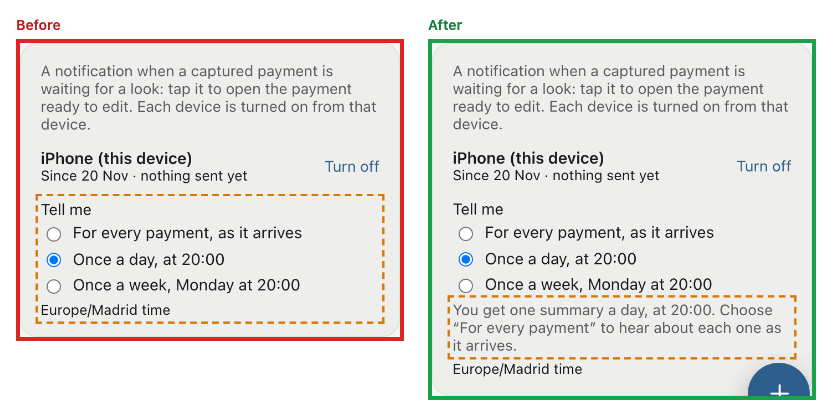 Before
A notification when a captured payment is
waiting for a look: tap it to open the payment
ready to edit. Each device is turned on from that
device.
iPhone (this device)
Since 20 Nov · nothing sent yet
Turn off
Tell me
For every payment, as it arrives
Once a day, at 20:00
Once a week, Monday at 20:00
Europe/Madrid time
After
A notification when a captured payment is
waiting for a look: tap it to open the payment
ready to edit. Each device is turned on from that
device.
iPhone (this device)
Since 20 Nov · nothing sent yet
Turn off
Tell me
For every payment, as it arrives
Once a day, at 20:00
Once a week, Monday at 20:00
You get one summary a day, at 20:00. Choose
“For every payment” to hear about each one as
it arrives.
Europe/Madrid time
+